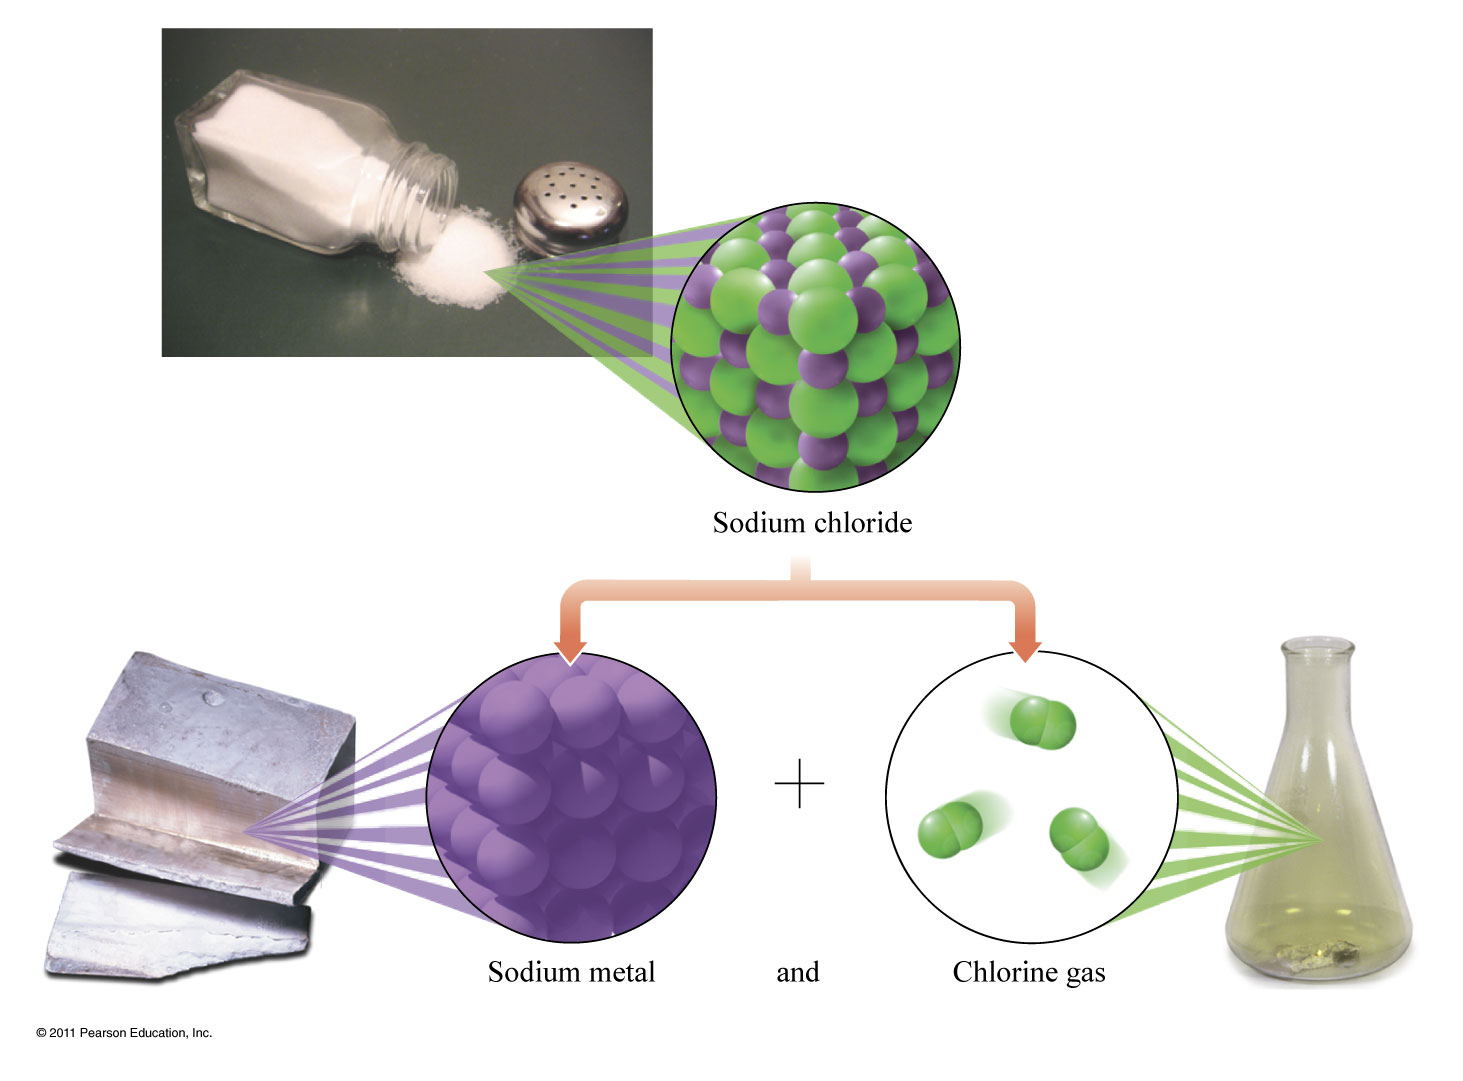 Sodium chloride
+
Sodium metal and Chlorine gas
© 2011 Pearson Education, Inc.